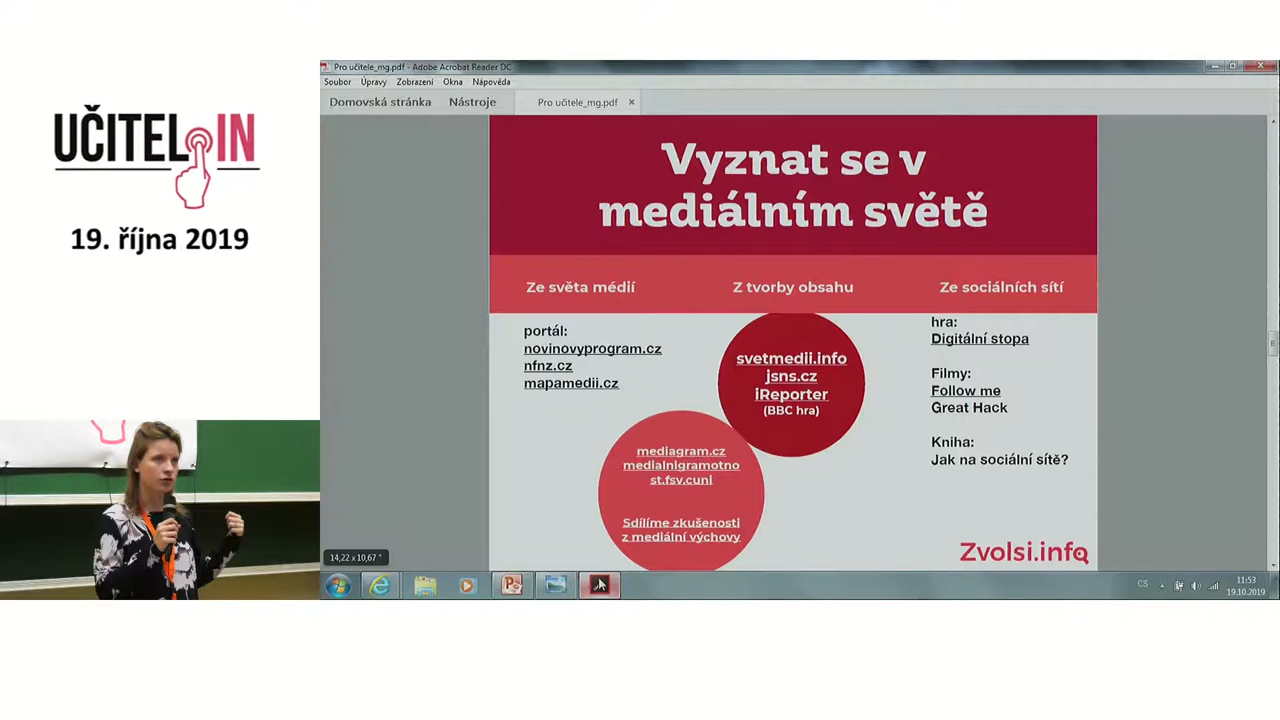 UČITEL IN
19. října 2019
Pro učitele_mg.pdf - Adobe Acrobat Reader DC
Soubor Úpravy Zobrazení Okna Nápověda
Domovská stránka Nástroje Pro učitele_mg.pdf ×
Vyznat se v
mediálním světě
Ze světa médií Z tvorby obsahu Ze sociálních sítí
portál:
novinovyprogram.cz
nfnz.cz
mapamedii.cz
svetmedii.info
jsns.cz
iReporter
(BBC hra)
mediagram.cz
medialnigramotno
st.fsv.cuni
Sdílíme zkušenosti
z mediální výchovy
hra:
Digitální stopa
Filmy:
Follow me
Great Hack
Kniha:
Jak na sociální sítě?
Zvolsi.info
14,22 x 10,67 "
CS 11:53
19.10.2019